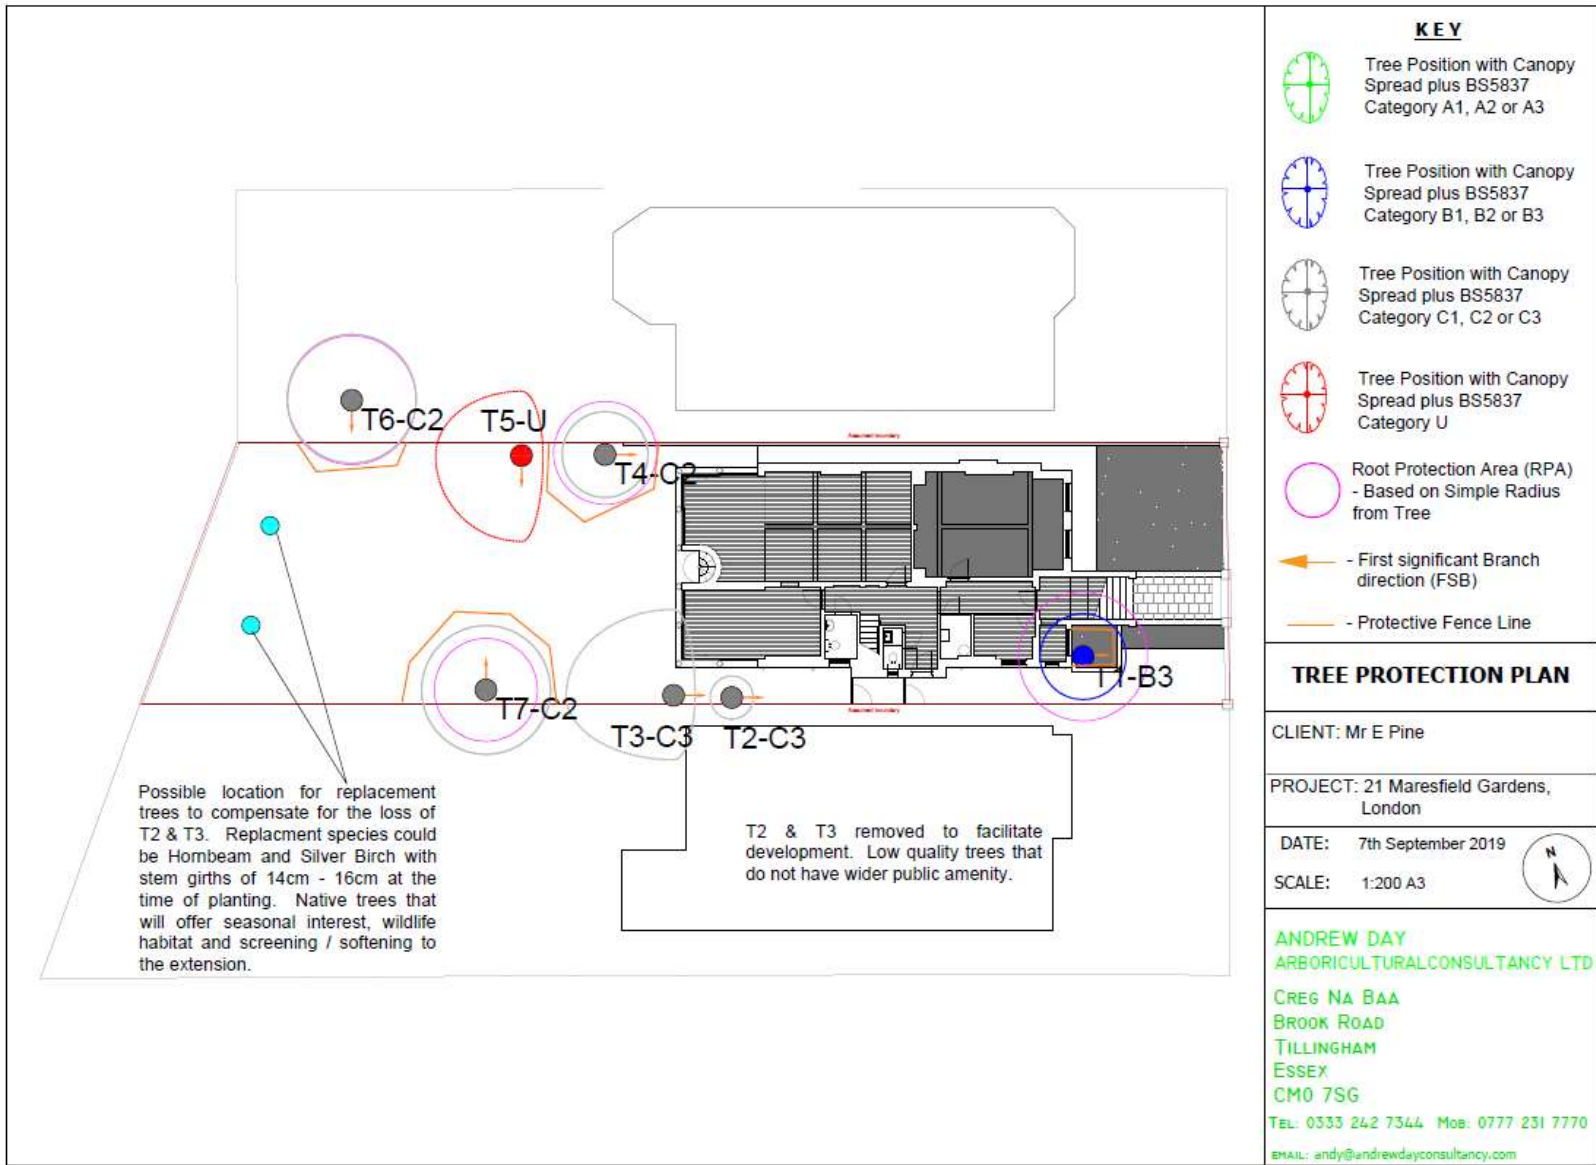 T6-C2
T5-U
T4-C2
Assumed boundary
T7-C2
T3-C3
T2-C3
T1-B3
Assumed boundary
Possible location for replacement
trees to compensate for the loss of
T2 & T3. Replacment species could
be Hornbeam and Silver Birch with
stem girths of 14cm - 16cm at the
time of planting. Native trees that
will offer seasonal interest, wildlife
habitat and screening / softening to
the extension.
T2 & T3 removed to facilitate
development. Low quality trees that
do not have wider public amenity.
KEY
Tree Position with Canopy
Spread plus BS5837
Category A1, A2 or A3
Tree Position with Canopy
Spread plus BS5837
Category B1, B2 or B3
Tree Position with Canopy
Spread plus BS5837
Category C1, C2 or C3
Tree Position with Canopy
Spread plus BS5837
Category U
Root Protection Area (RPA)
- Based on Simple Radius
from Tree
- First significant Branch
direction (FSB)
- Protective Fence Line
TREE PROTECTION PLAN
CLIENT: Mr E Pine
PROJECT: 21 Maresfield Gardens,
London
DATE: 7th September 2019
SCALE: 1:200 A3
N
ANDREW DAY
ARBORICULTURALCONSULTANCY LTD
CREG NA BAA
BROOK ROAD
TILLINGHAM
ESSEX
CM0 7SG
TEL: 0333 242 7344 MOB: 0777 231 7770
EMAIL: andy@andrewdayconsultancy.com